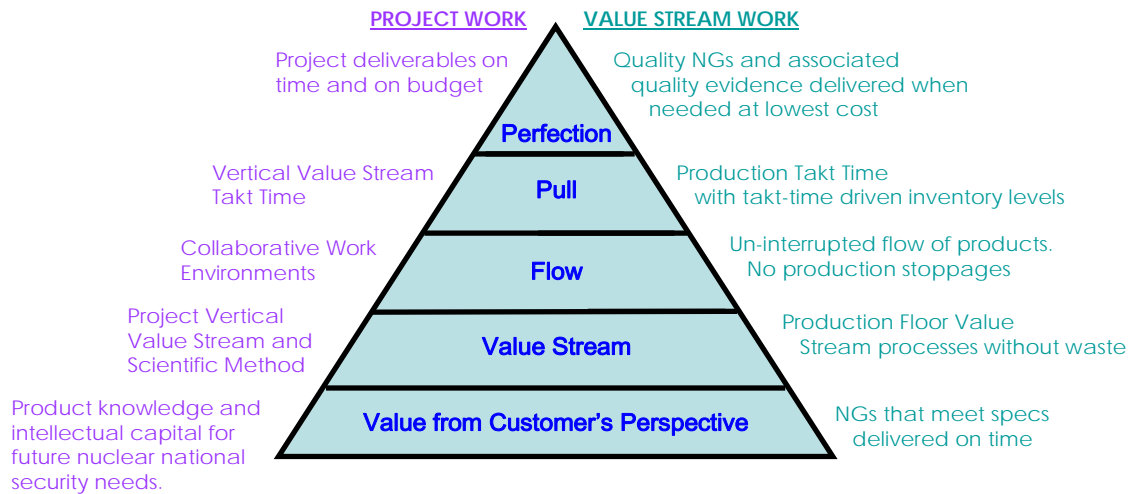 PROJECT WORK
VALUE STREAM WORK
Project deliverables on
time and on budget
Quality NGs and associated
quality evidence delivered when
needed at lowest cost
Perfection
Vertical Value Stream
Takt Time
Pull
Production Takt Time
with takt-time driven inventory levels
Collaborative Work
Environments
Flow
Un-interrupted flow of products.
No production stoppages
Project Vertical
Value Stream and
Scientific Method
Value Stream
Production Floor Value
Stream processes without waste
Product knowledge and
intellectual capital for
future nuclear national
security needs.
Value from Customer's Perspective
NGs that meet specs
delivered on time